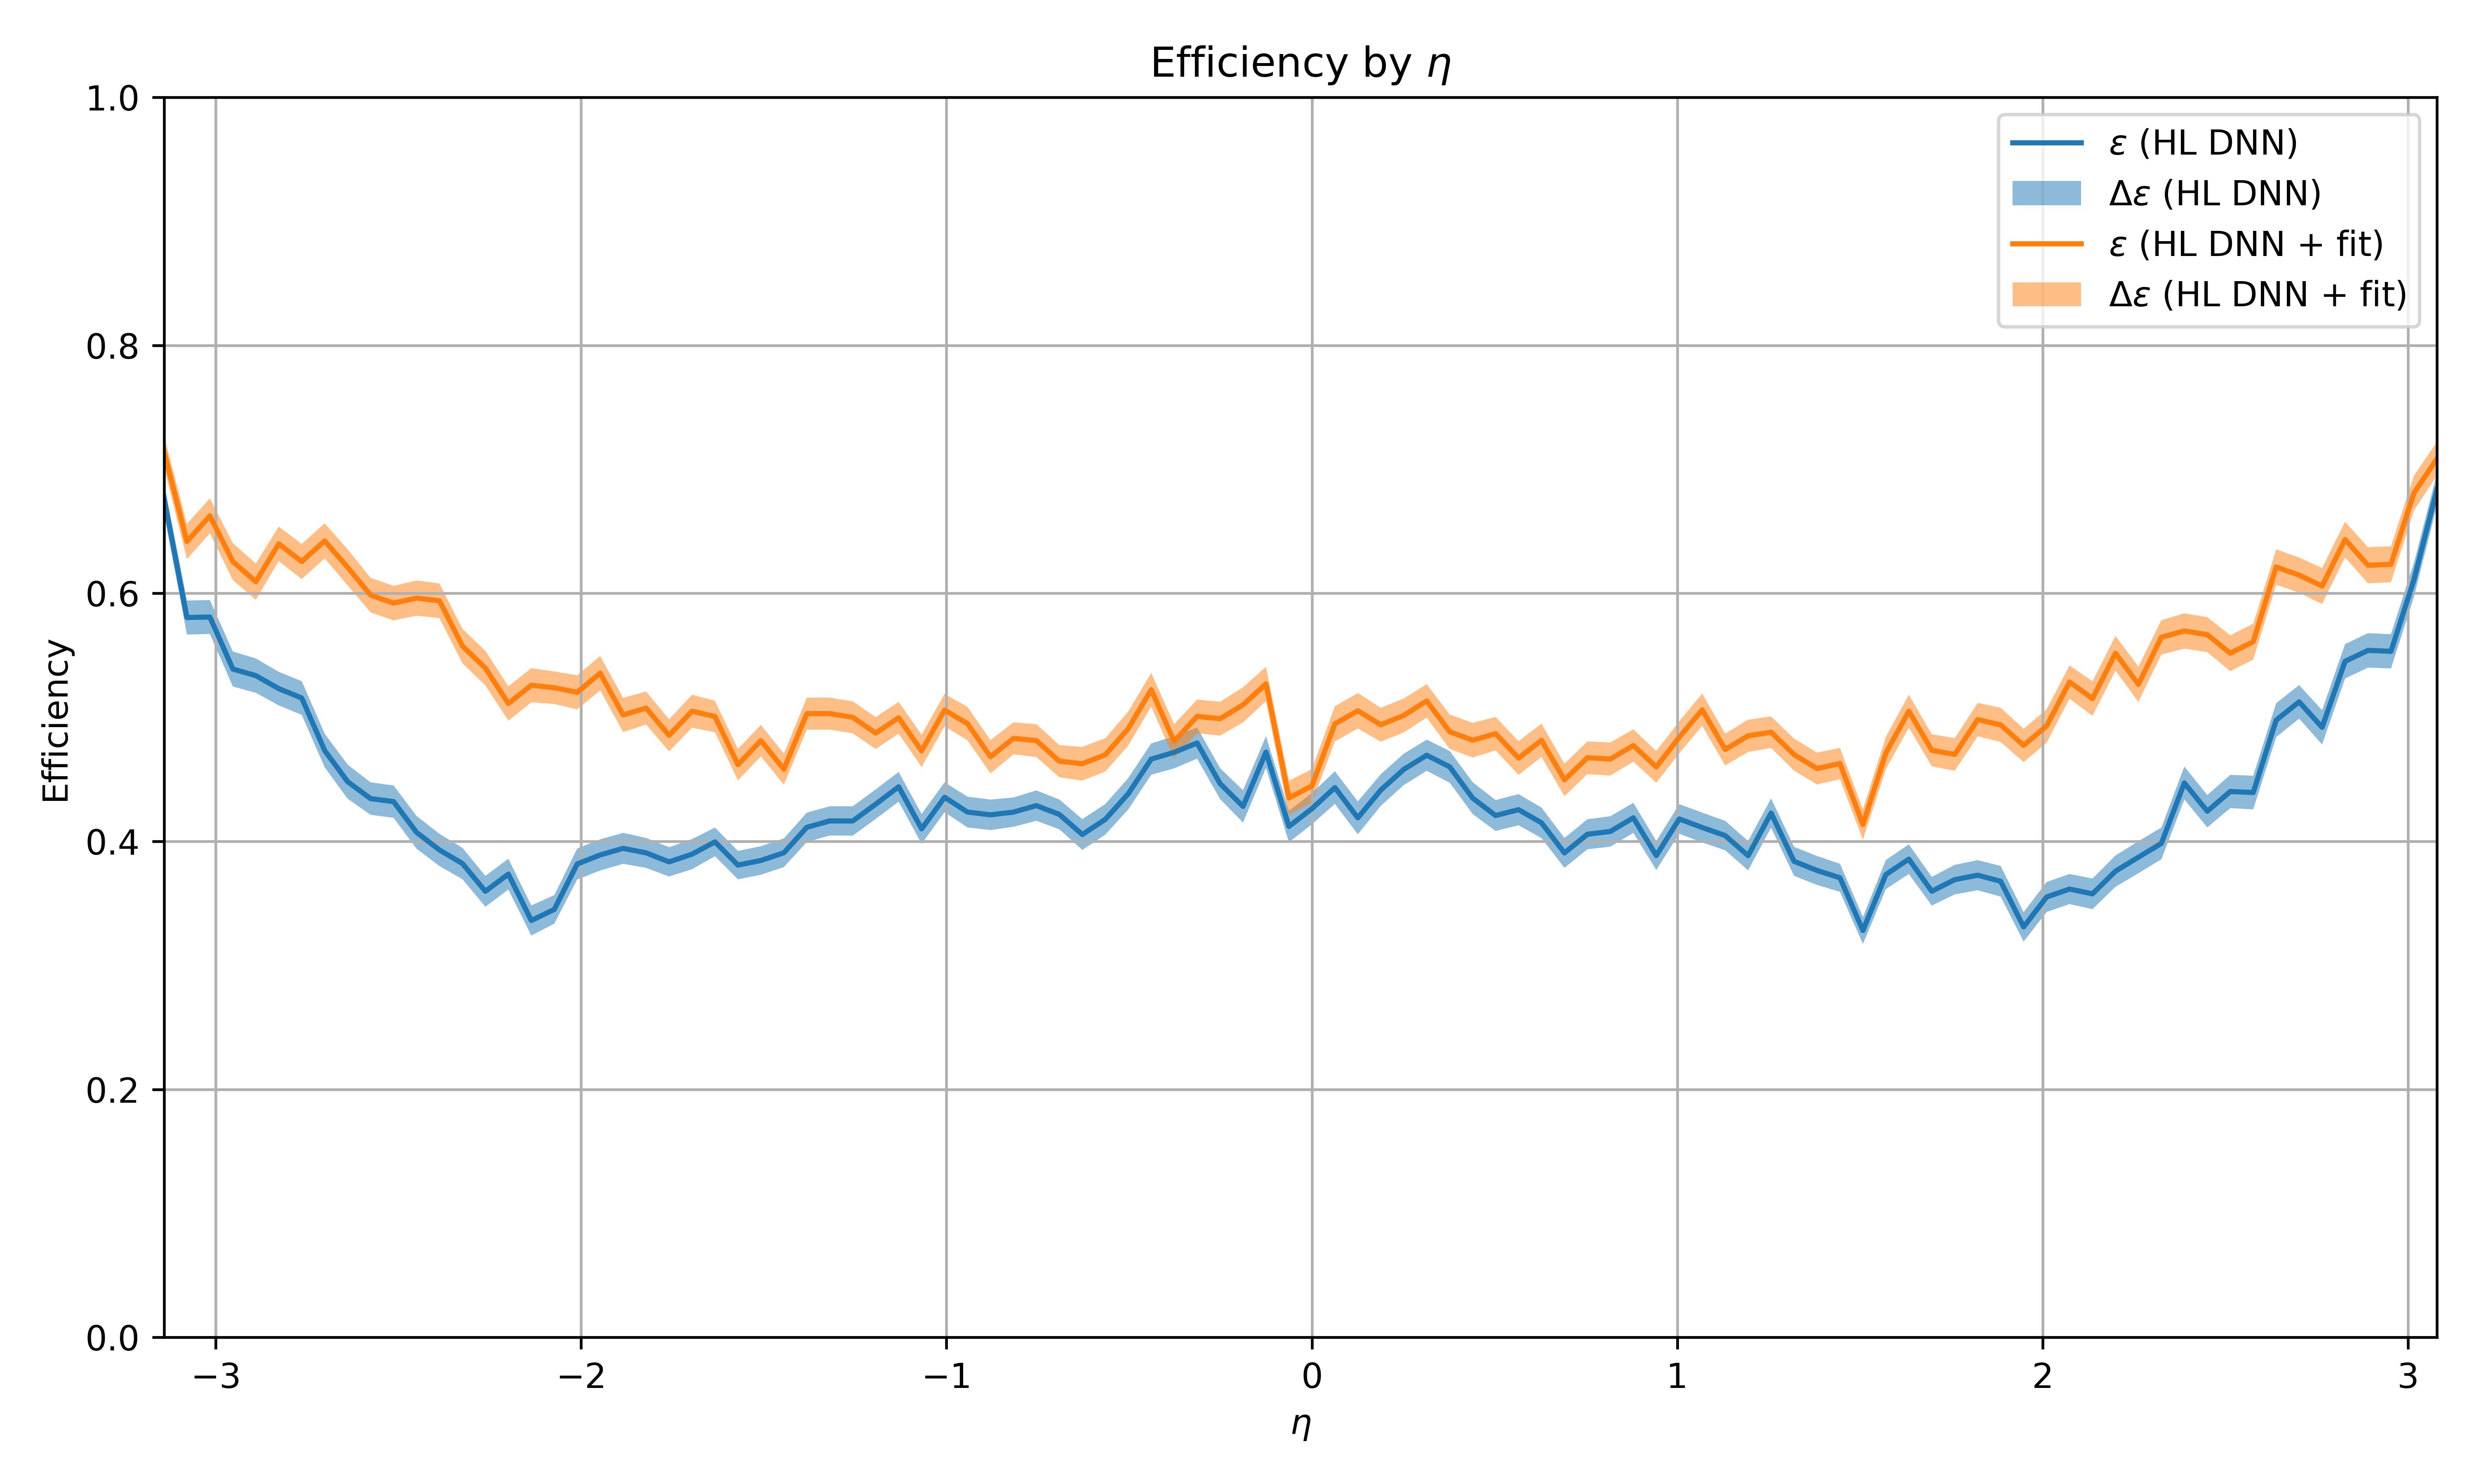 Efficiency by η
1.0
0.8
0.6
0.4
0.2
0.0
Efficiency
−3
−2
−1
0
1
2
3
η
ε (HL DNN)
Δε (HL DNN)
ε (HL DNN + fit)
Δε (HL DNN + fit)